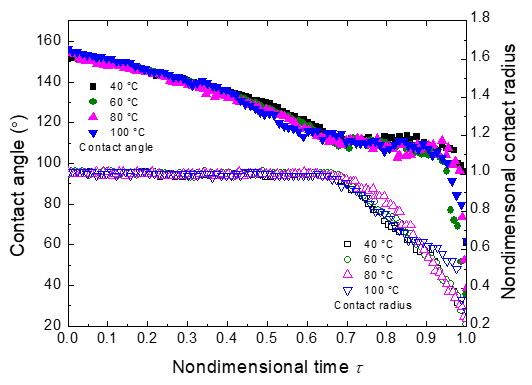 Contact angle (°)
160
140
120
100
80
60
40
20
40 °C
60 °C
80 °C
100 °C
Contact angle
40 °C
60 °C
80 °C
100 °C
Contact radius
0.0 0.1 0.2 0.3 0.4 0.5 0.6 0.7 0.8 0.9 1.0
Nondimensional time τ
1.8
1.6
1.4
1.2
1.0
0.8
0.6
0.4
0.2
Nondimensonal contact radius